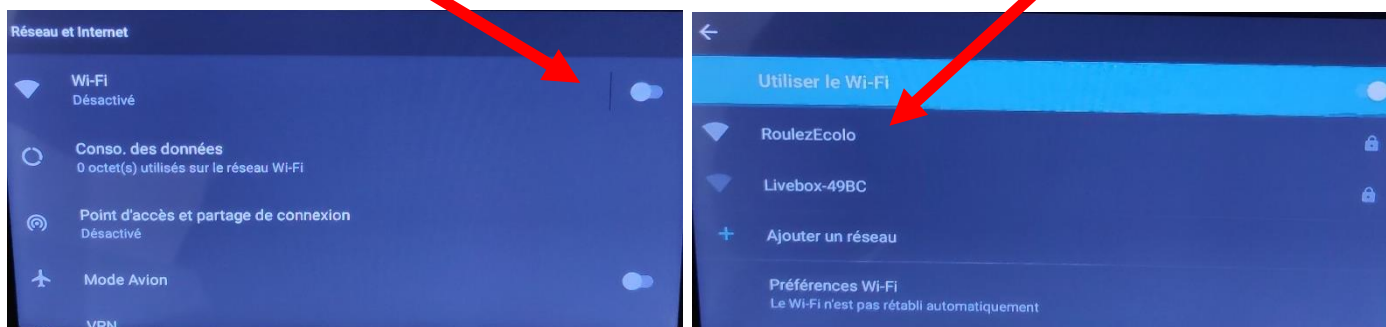 Réseau et Internet
Wi-Fi
Désactivé
Conso. des données
0 octet(s) utilisés sur le réseau Wi-Fi
Point d'accès et partage de connexion
Désactivé
Mode Avion
VPN
Utiliser le Wi-Fi
RoulezEcolo
Livebox-49BC
Ajouter un réseau
Préférences Wi-Fi
Le Wi-Fi n'est pas rétabli automatiquement